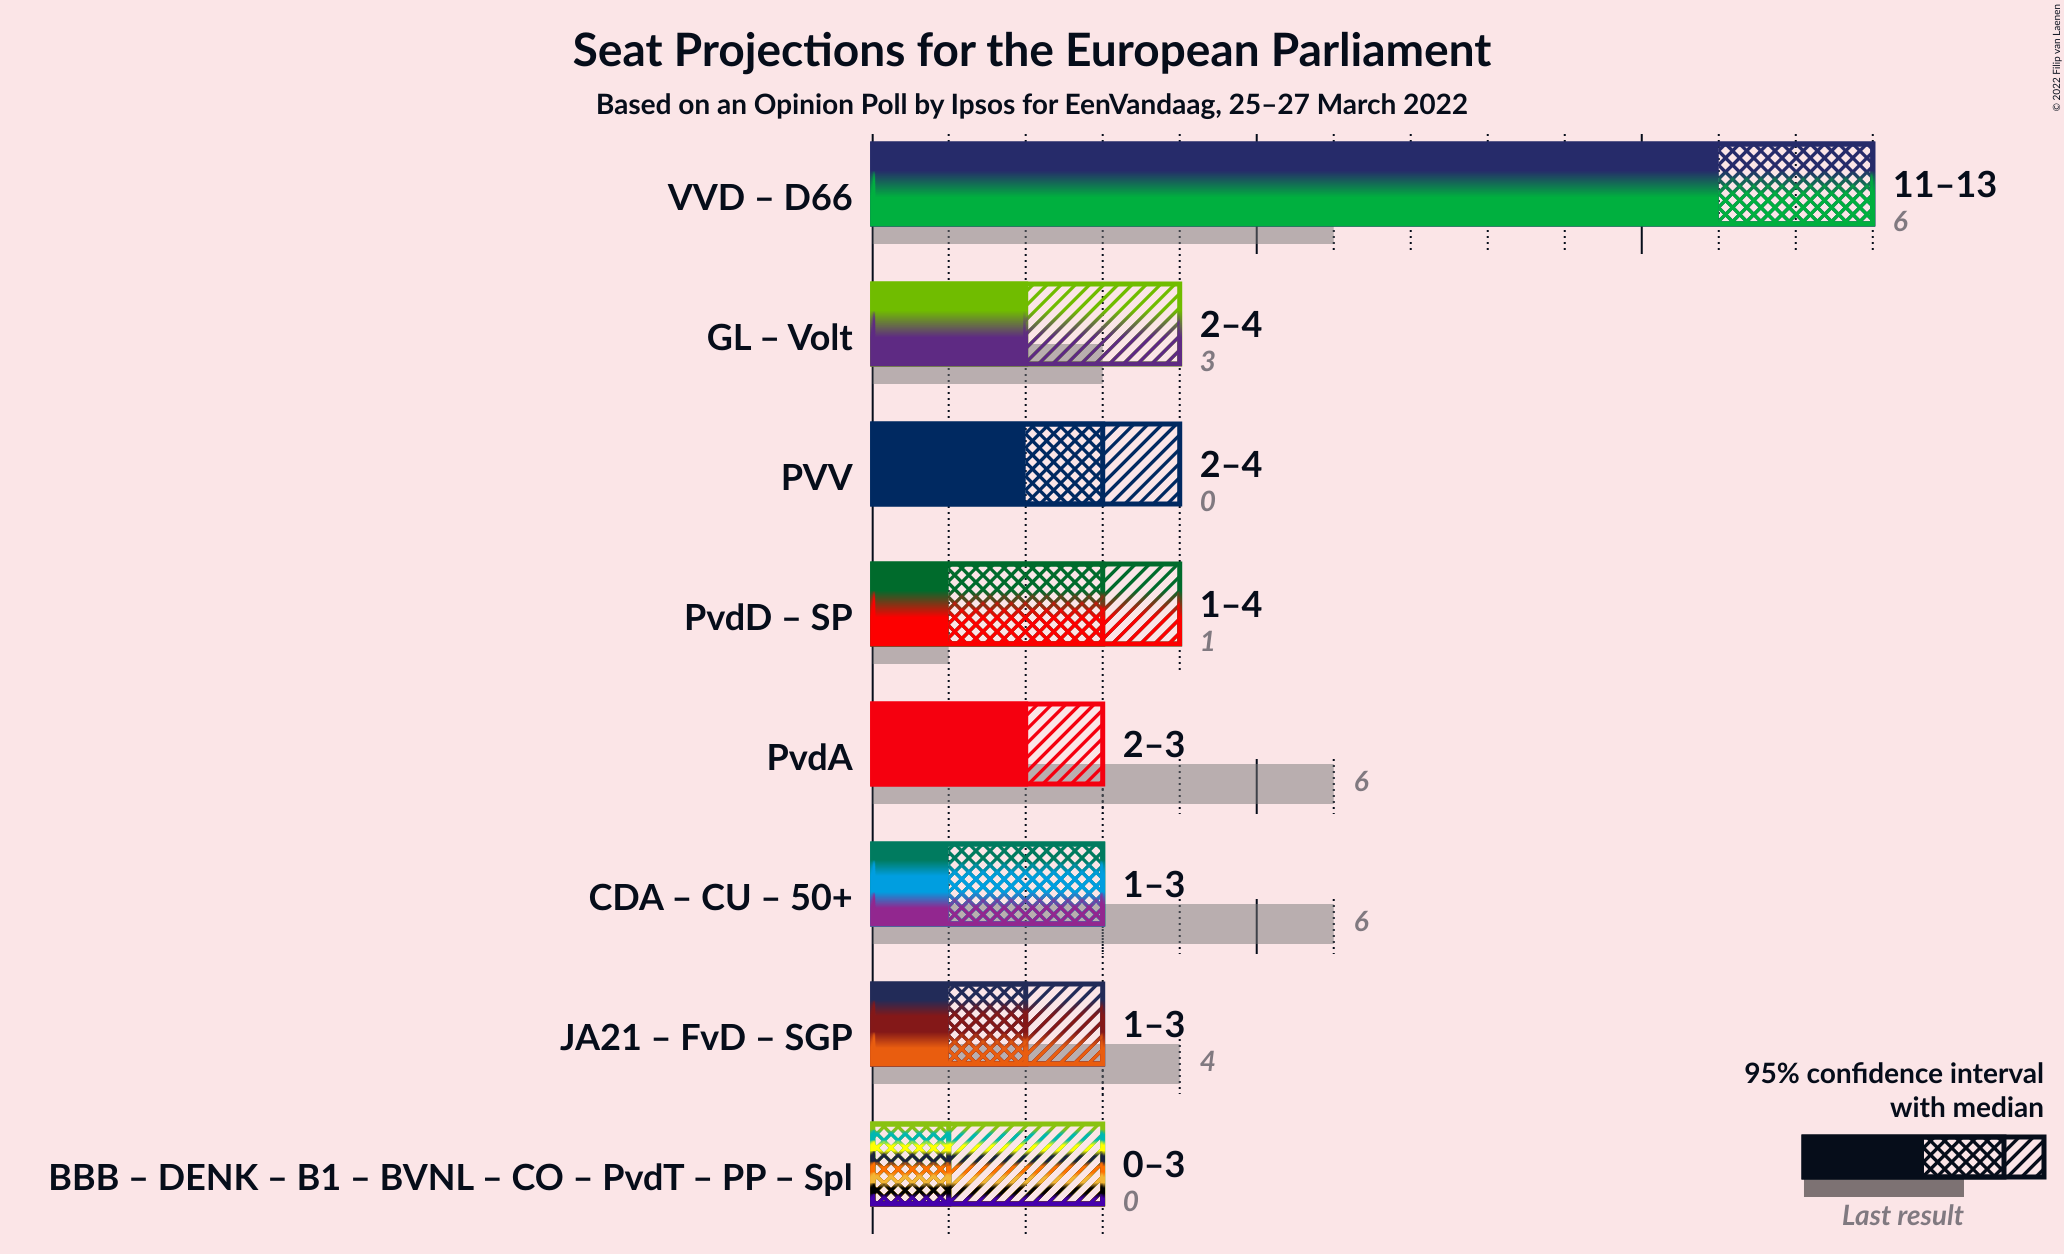 Seat Projections for the European Parliament
Based on an Opinion Poll by Ipsos for EenVandaag, 25–27 March 2022
© 2022 Filip van Laenen
VVD – D66
11–13
6
GL – Volt
2–4
3
PVV
2–4
0
PvdD – SP
1–4
1
PvdA
2–3
6
CDA – CU – 50+
1–3
6
JA21 – FvD – SGP
1–3
4
BBB – DENK – B1 – BVNL – CO – PvdT – PP – Spl
0–3
0
95% confidence interval
with median
Last result